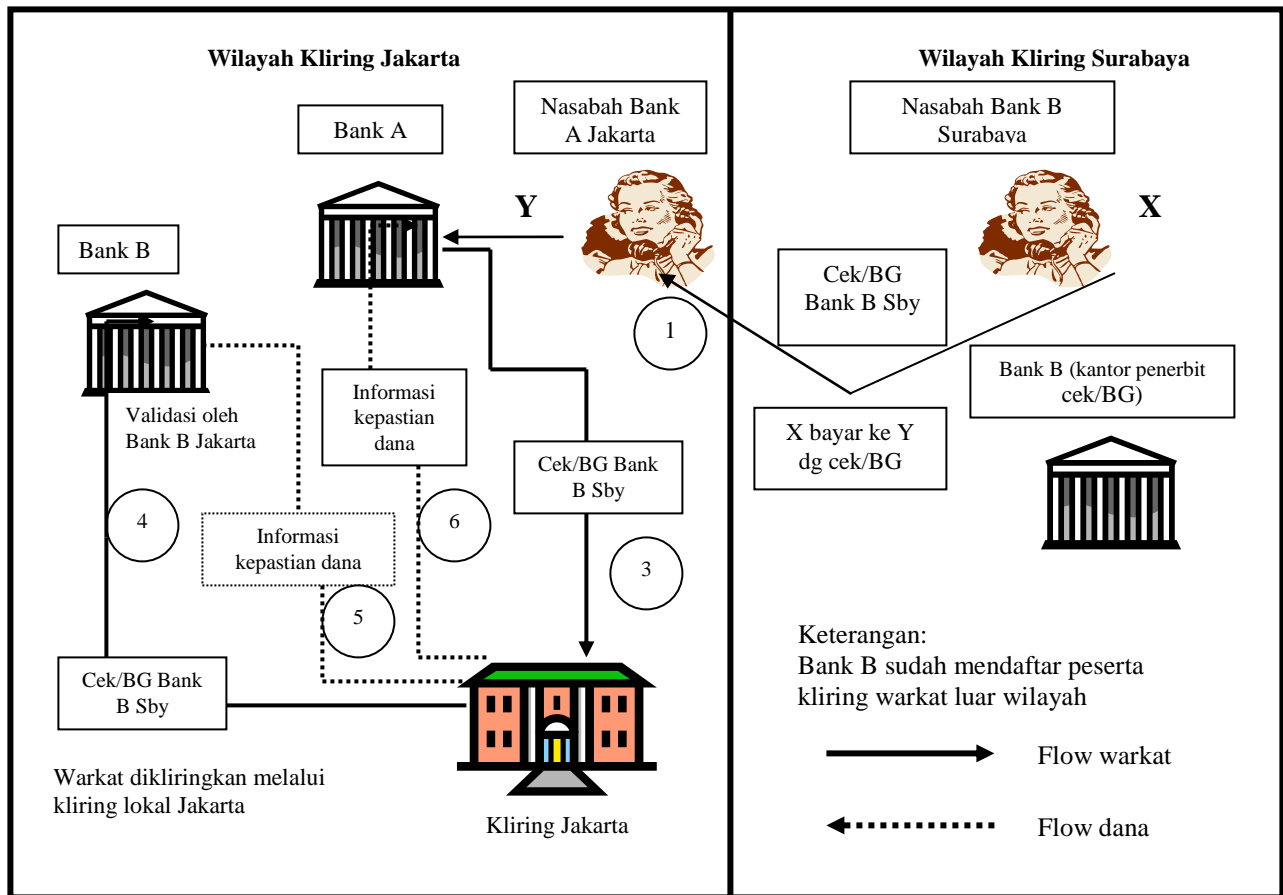 Wilayah Kliring Jakarta
Wilayah Kliring Surabaya
Nasabah Bank
A Jakarta
Nasabah Bank B
Surabaya
Bank A
Y
X
Bank B
Cek/BG
Bank B Sby
1
Bank B (kantor penerbit
cek/BG)
Informasi
kepastian
dana
Validasi oleh
Bank B Jakarta
X bayar ke Y
dg cek/BG
Cek/BG Bank
B Sby
4
6
Informasi
kepastian dana
3
5
Keterangan:
Bank B sudah mendaftar peserta
kliring warkat luar wilayah
Cek/BG Bank
B Sby
Flow warkat
Warkat dikliringkan melalui
kliring lokal Jakarta
Kliring Jakarta
Flow dana